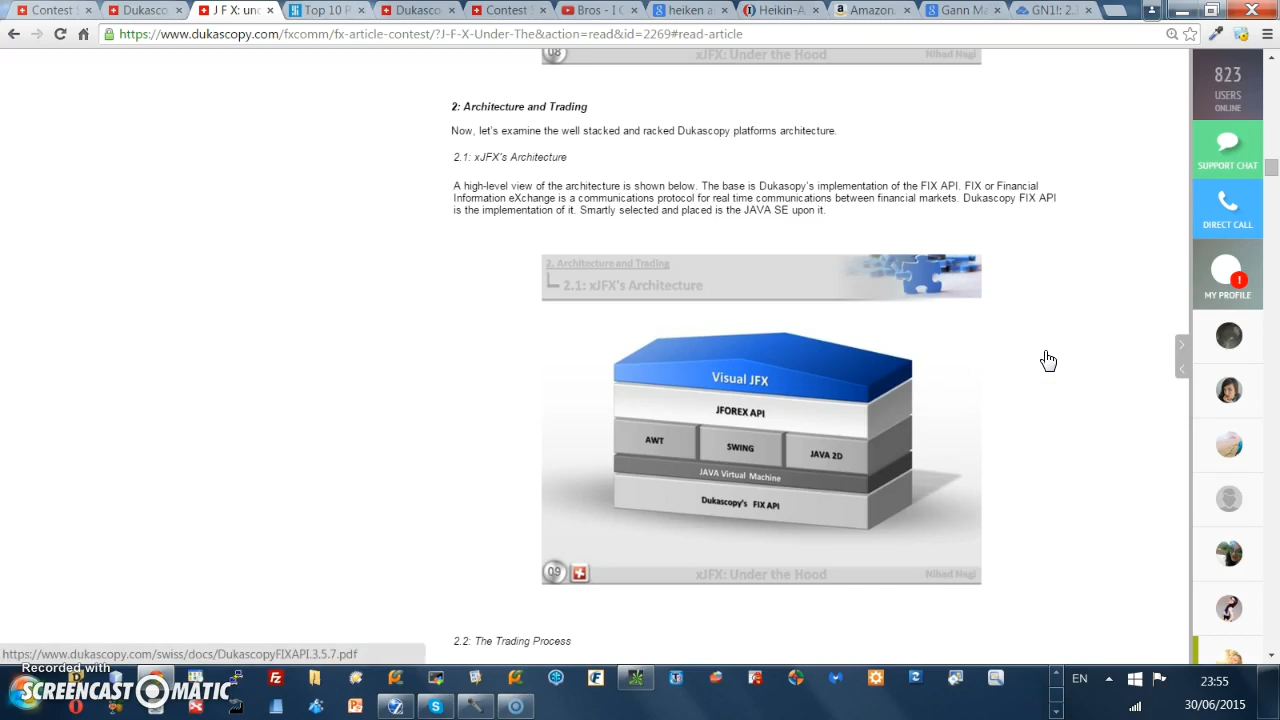 Contest S
Dukasco
J F X: unc
Top 10 P
Dukasco
Contest S
Bros - I C
heiken a
Heikin-A
Amazon.
Gann Ma
GN1!: 2.
https://www.dukascopy.com/fxcomm/fx-article-contest/?J-F-X-Under-The&action=read&id=2269#read-article
08 xJFX: Under the Hood Nihad Nagi
2: Architecture and Trading
Now, let's examine the well stacked and racked Dukascopy platforms architecture.
2.1: xJFX's Architecture
A high-level view of the architecture is shown below. The base is Dukasopy's implementation of the FIX API. FIX or Financial
Information eXchange is a communications protocol for real time communications between financial markets. Dukascopy FIX API
is the implementation of it. Smartly selected and placed is the JAVA SE upon it.
2. Architecture and Trading
2.1: xJFX's Architecture
Visual JFX
JFOREX API
AWT SWING JAVA 2D
JAVA Virtual Machine
Dukascopy's FIX API
09 xJFX: Under the Hood Nihad Nagi
2.2: The Trading Process
823
USERS
ONLINE
SUPPORT CHAT
DIRECT CALL
!
MY PROFILE
https://www.dukascopy.com/swiss/docs/DukascopyFIXAPI.3.5.7.pdf
Recorded with
SCREENCAST MATIC
EN
23:55
30/06/2015